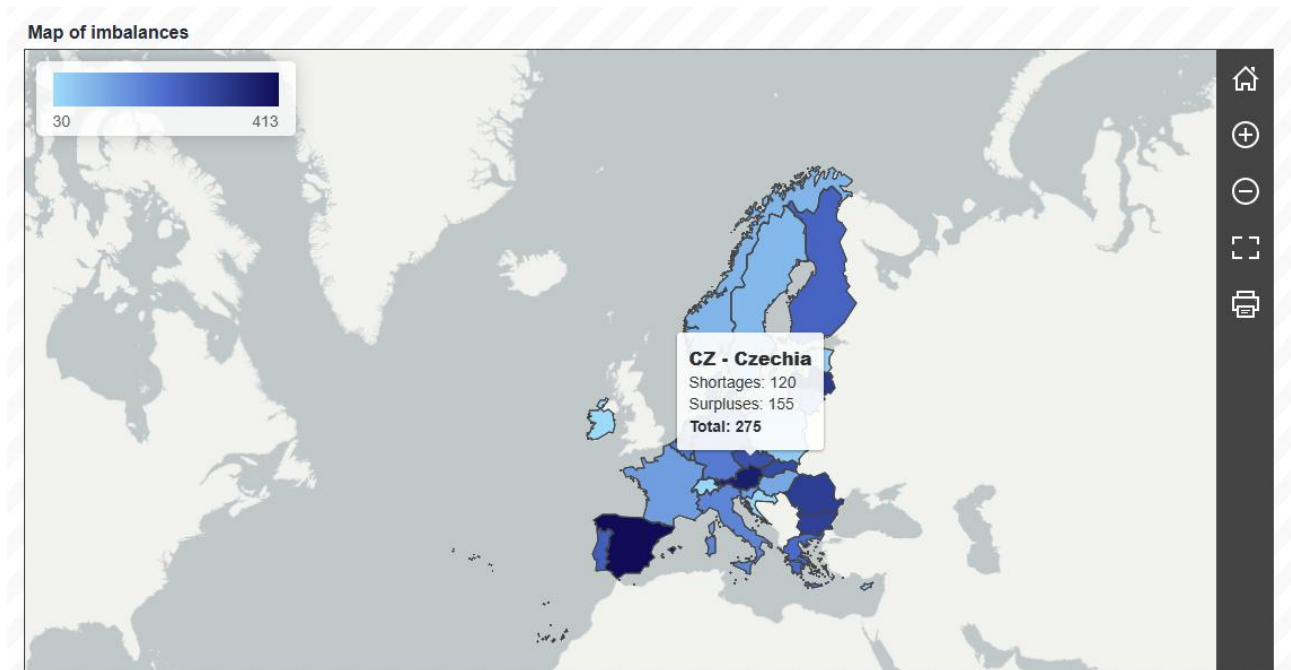 Map of imbalances
30 413
CZ - Czechia
Shortages: 120
Surpluses: 155
Total: 275